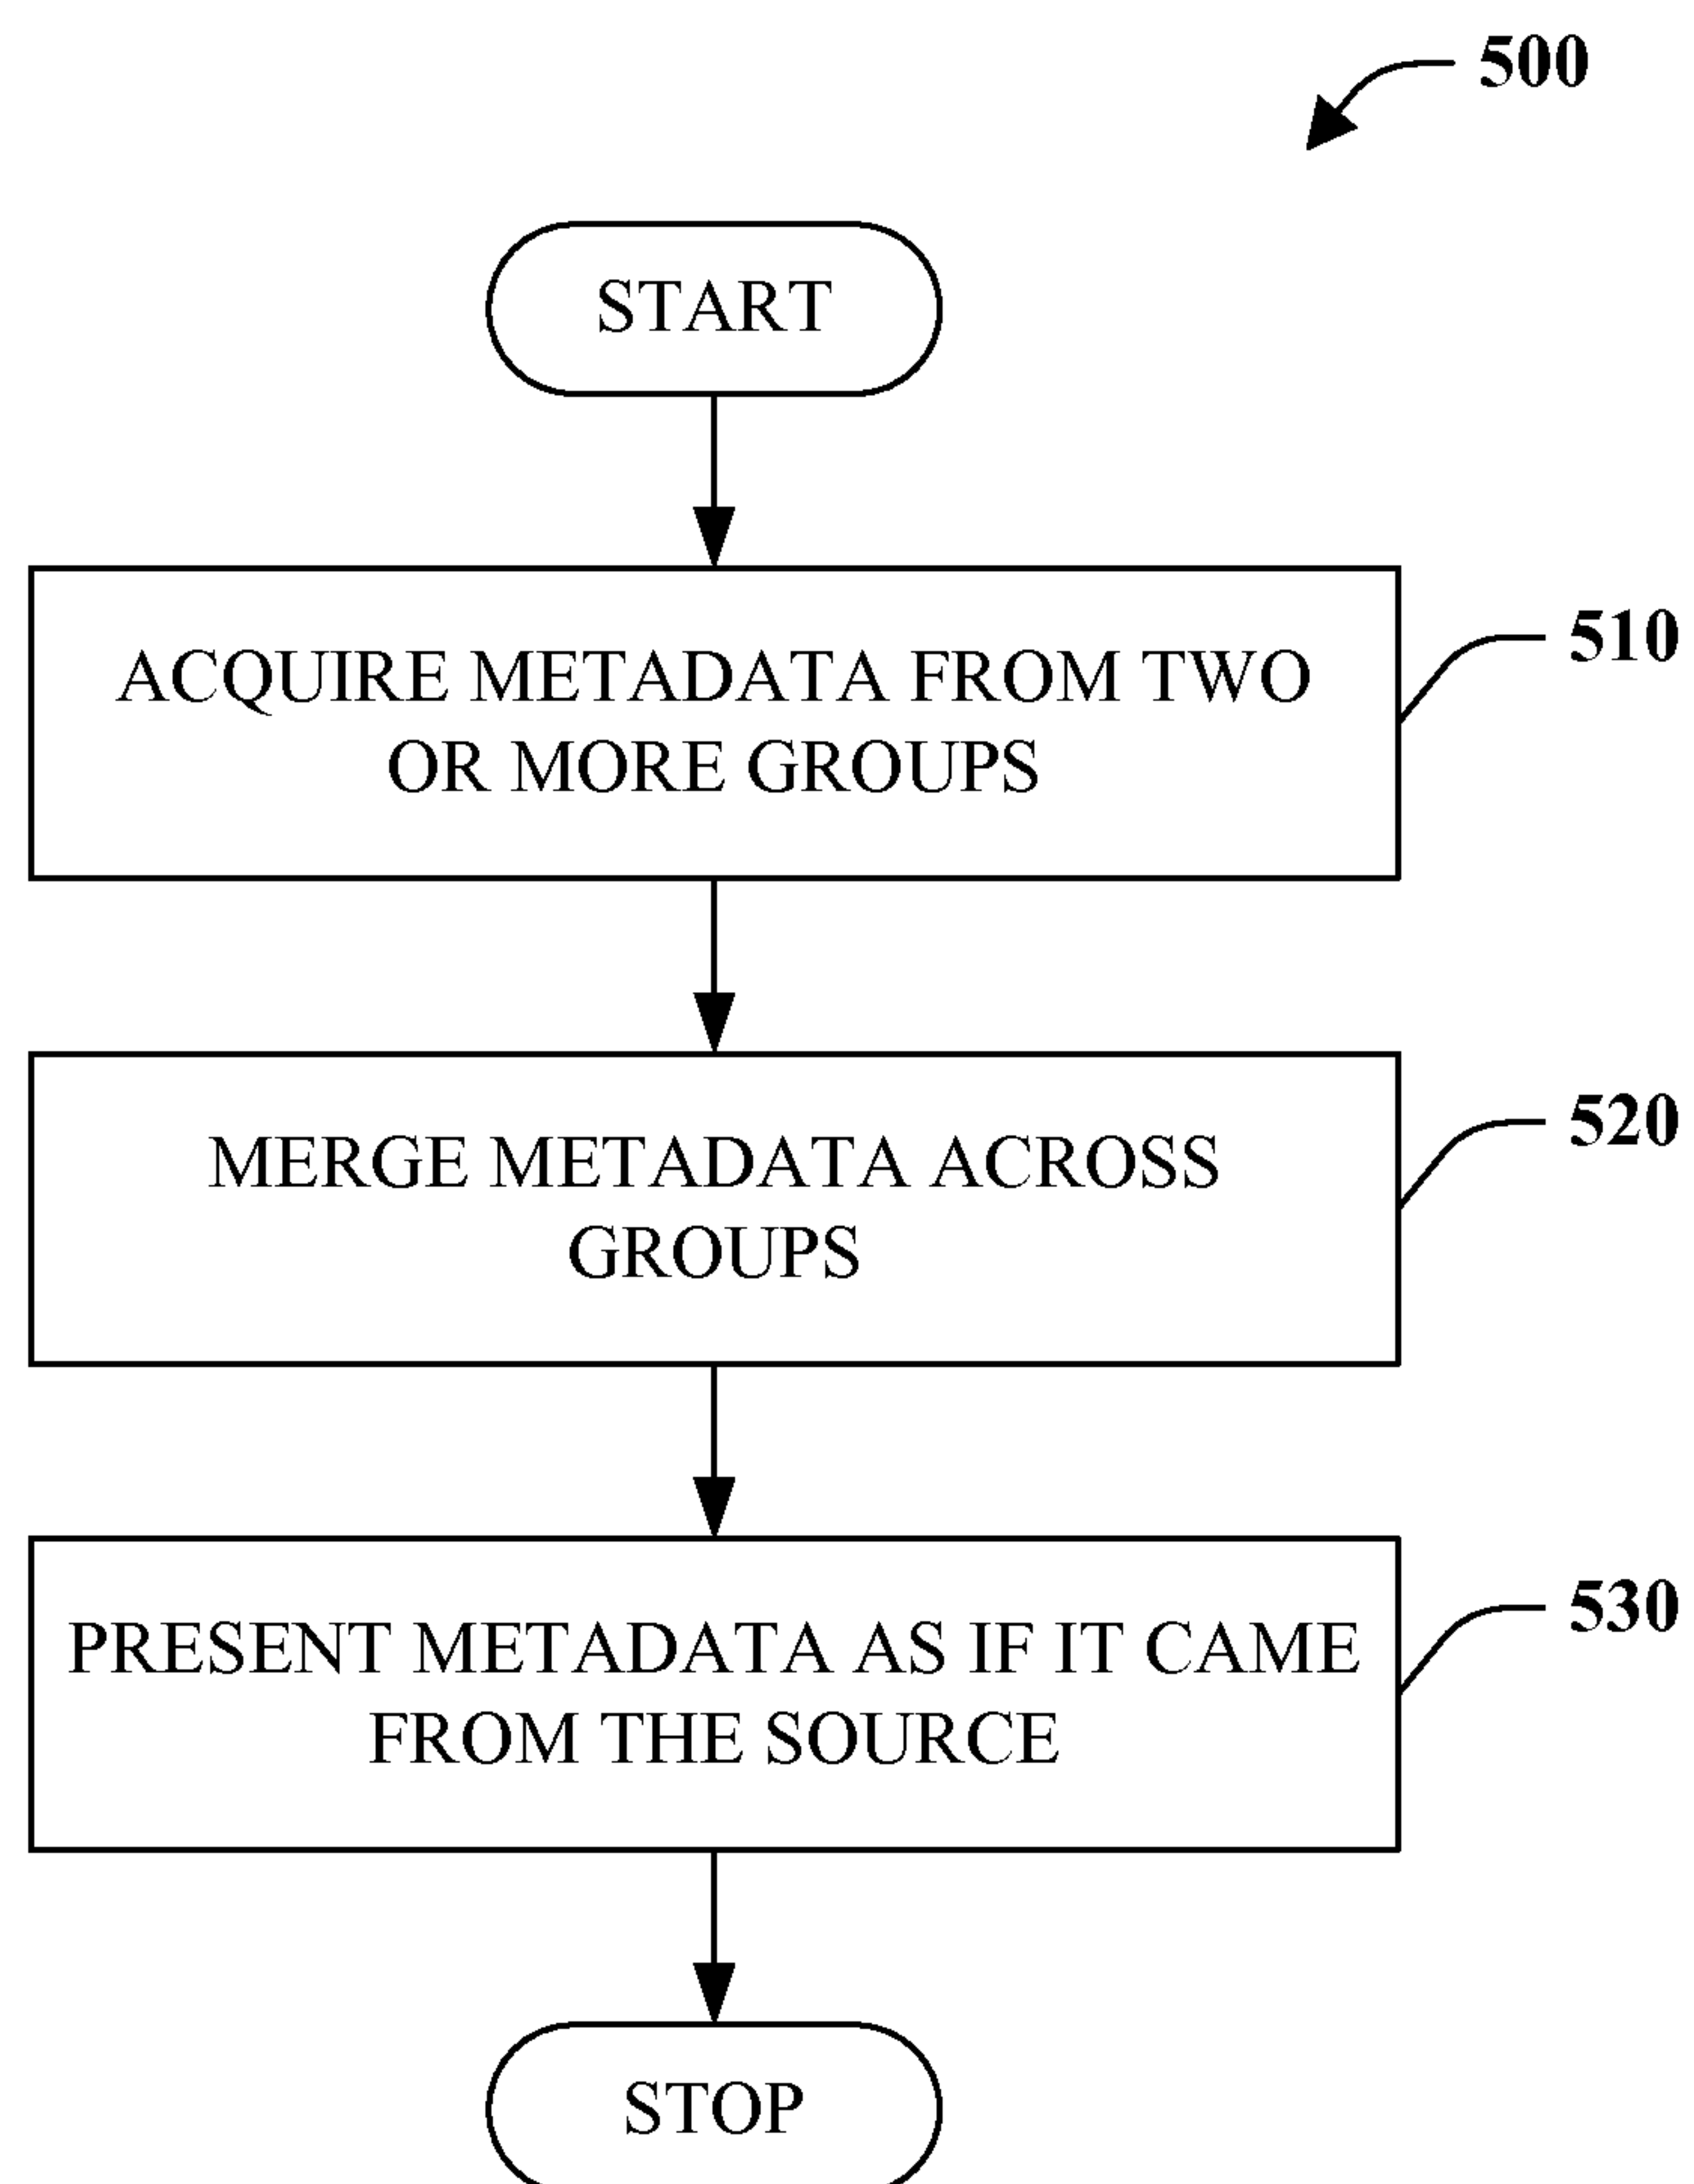 500
START
ACQUIRE METADATA FROM TWO
OR MORE GROUPS
510
MERGE METADATA ACROSS
GROUPS
520
PRESENT METADATA AS IF IT CAME
FROM THE SOURCE
530
STOP